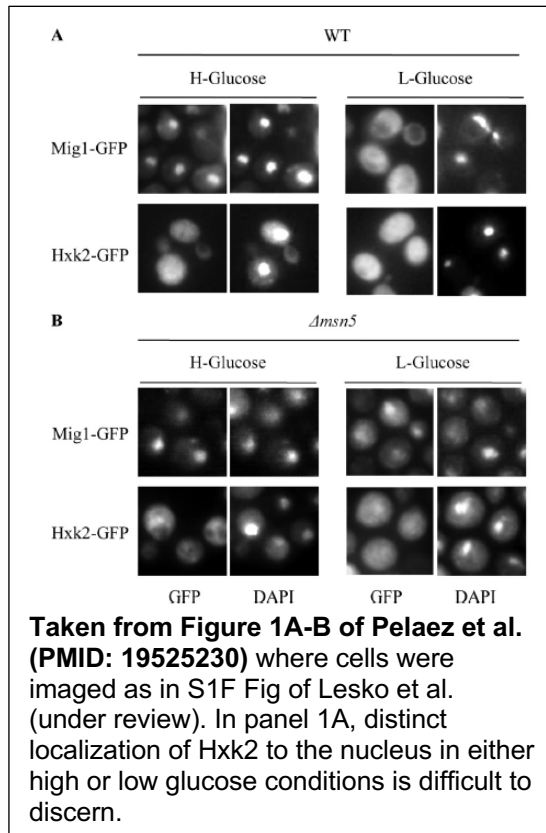 A WT
H-Glucose L-Glucose
Mig1-GFP
Hxk2-GFP
B Δmsn5
H-Glucose L-Glucose
Mig1-GFP
Hxk2-GFP
GFP DAPI GFP DAPI
Taken from Figure 1A-B of Pelaez et al.
(PMID: 19525230) where cells were
imaged as in S1F Fig of Lesko et al.
(under review). In panel 1A, distinct
localization of Hxk2 to the nucleus in either
high or low glucose conditions is difficult to
discern.